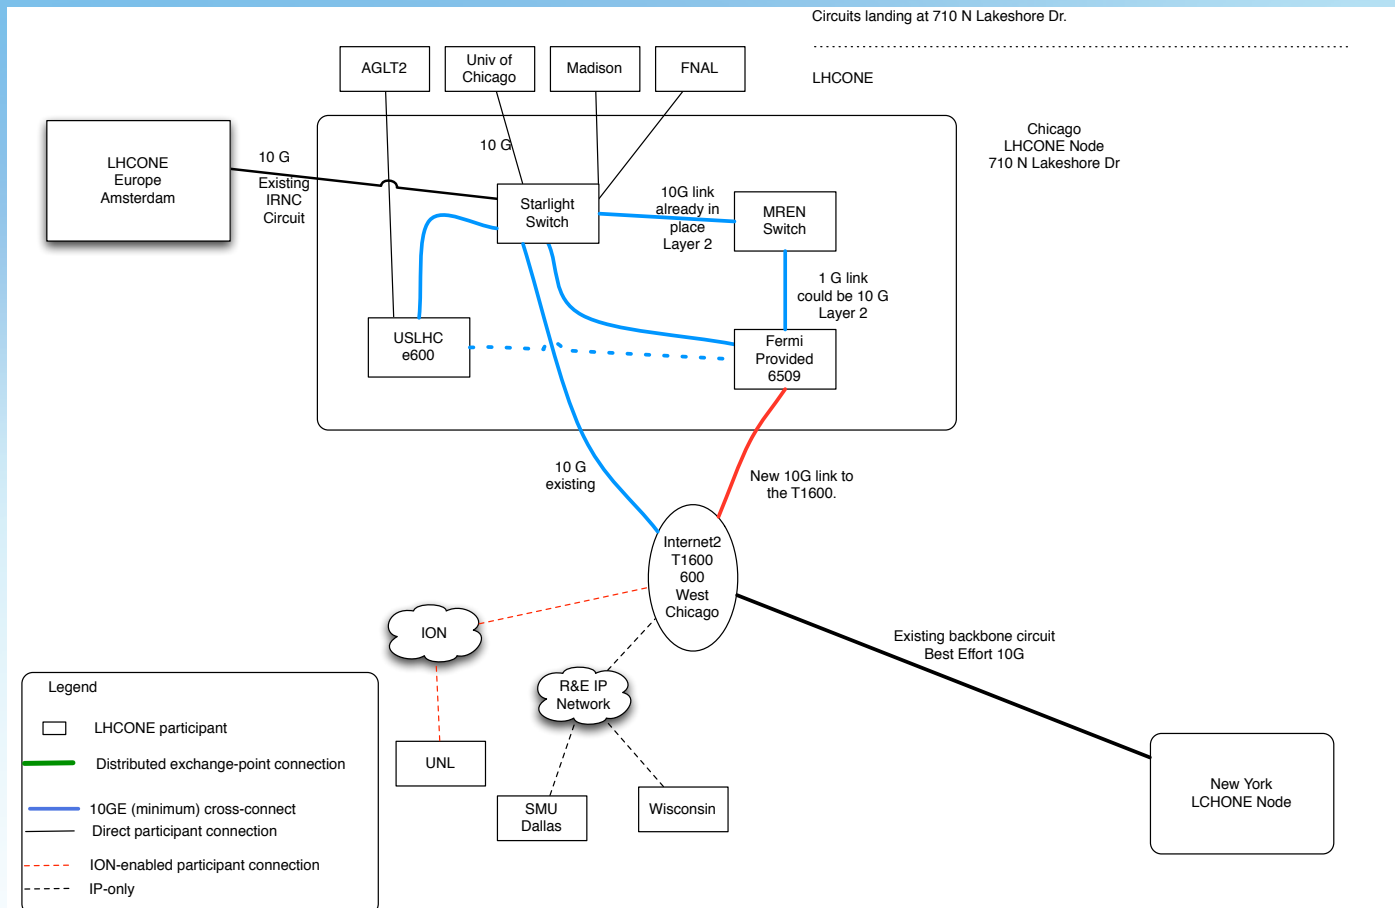 Circuits landing at 710 N Lakeshore Dr.
LHCONE
AGLT2
Univ of
Chicago
Madison
FNAL
Chicago
LHCONE Node
710 N Lakeshore Dr
LHCONE
Europe
Amsterdam
10 G
Existing
IRNC
Circuit
10 G
Starlight
Switch
10G link
already in
place
Layer 2
MREN
Switch
1 G link
could be 10 G
Layer 2
USLHC
e600
Fermi
Provided
6509
10 G
existing
New 10G link to
the T1600.
Internet2
T1600
600
West
Chicago
ION
R&E IP
Network
Existing backbone circuit
Best Effort 10G
UNL
SMU
Dallas
Wisconsin
New York
LCHONE Node
Legend
LHCONE participant
Distributed exchange-point connection
10GE (minimum) cross-connect
Direct participant connection
ION-enabled participant connection
IP-only